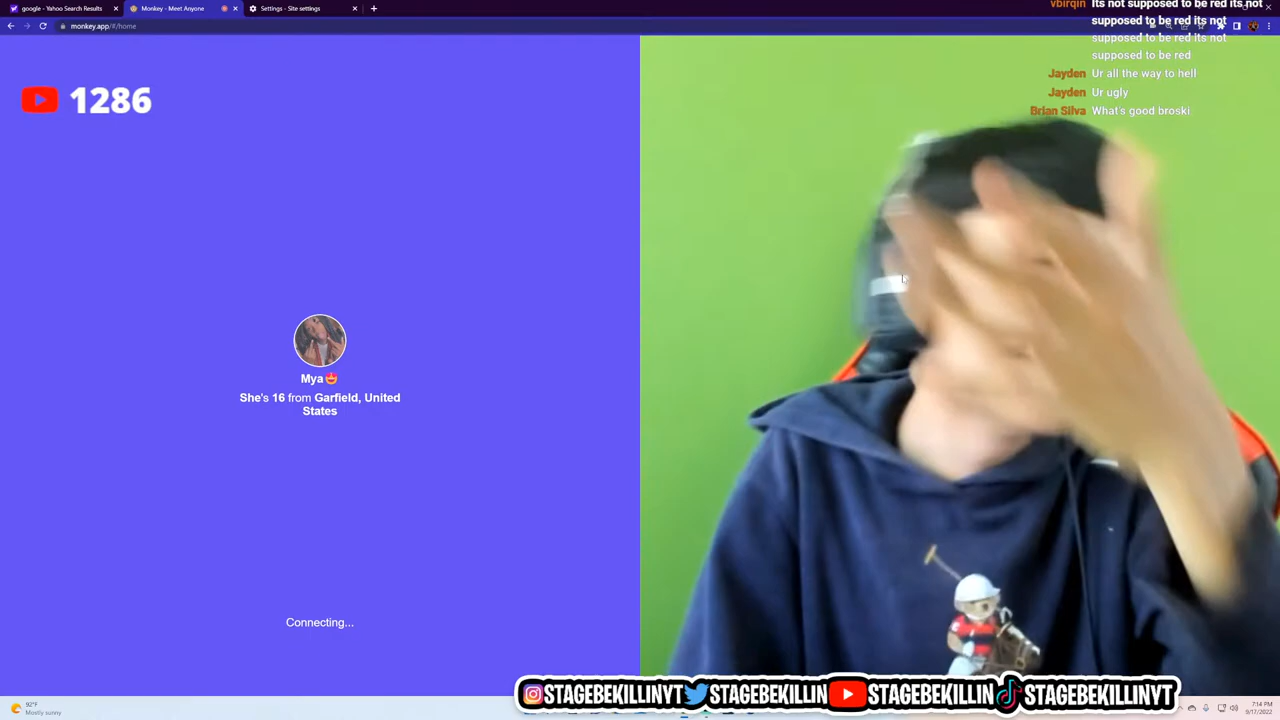 google - Yahoo Search Results
Monkey - Meet Anyone
Settings - Site settings
monkey.app/#/home
vbirqin Its not supposed to be red its not
supposed to be red its not
supposed to be red its not
supposed to be red
Jayden Ur all the way to hell
Jayden Ur ugly
Brian Silva What's good broski
1286
Mya😍
She's 16 from Garfield, United
States
Connecting...
STAGEBEKILLINYT STAGEBEKILLIN STAGEBEKILLIN STAGEBEKILLINYT
92°F
Mostly sunny
7:14 PM
9/17/2022